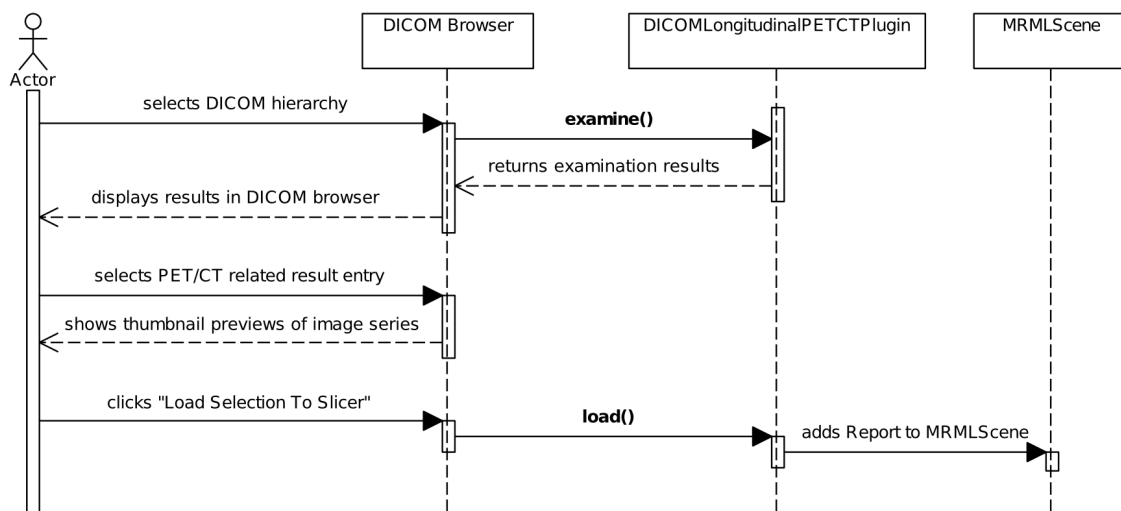 DICOM Browser
DICOMLongitudinalPETCTPlugin
MRMLScene
Actor
selects DICOM hierarchy
examine()
returns examination results
displays results in DICOM browser
selects PET/CT related result entry
shows thumbnail previews of image series
clicks "Load Selection To Slicer"
load()
adds Report to MRMLScene